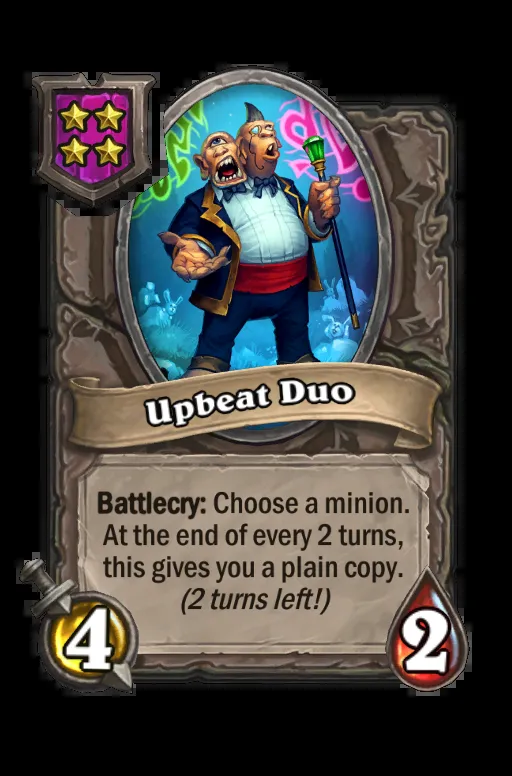 Upbeat Duo
Battlecry: Choose a minion.
At the end of every 2 turns,
this gives you a plain copy.
(2 turns left!)
4
2